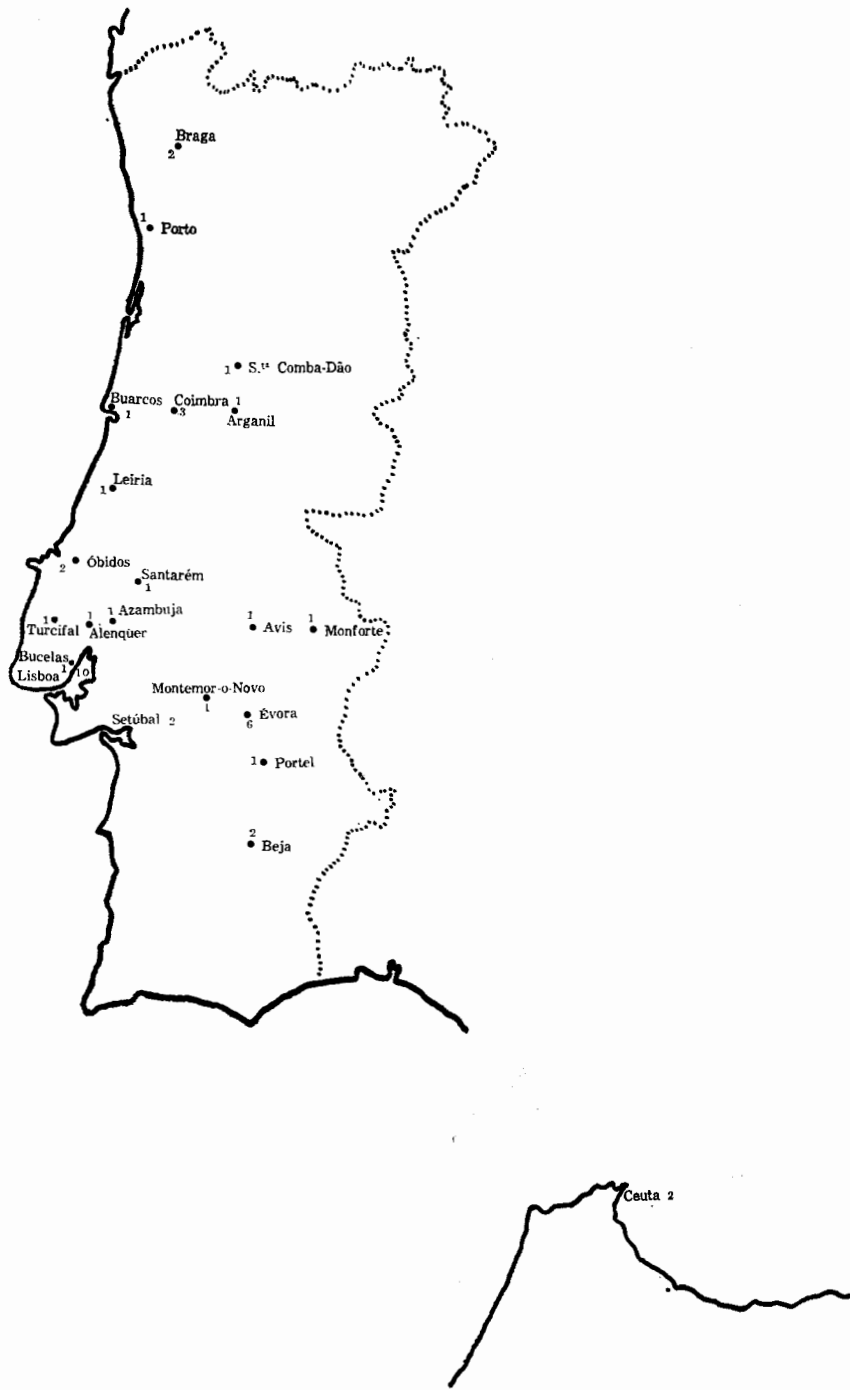 Braga
2
1
Porto
1 S.ta Comba-Dão
Buarcos
1
Coimbra
3
1
Arganil
Leiria
1
2 Óbidos
Santarém
1
1
Turcifal
1
Alenquer
1 Azambuja
1
Avis
1
Monforte
Bucelas
1
Lisboa
10
Montemor-o-Novo
1
Setúbal 2
Évora
6
1 Portel
2
Beja
Ceuta 2